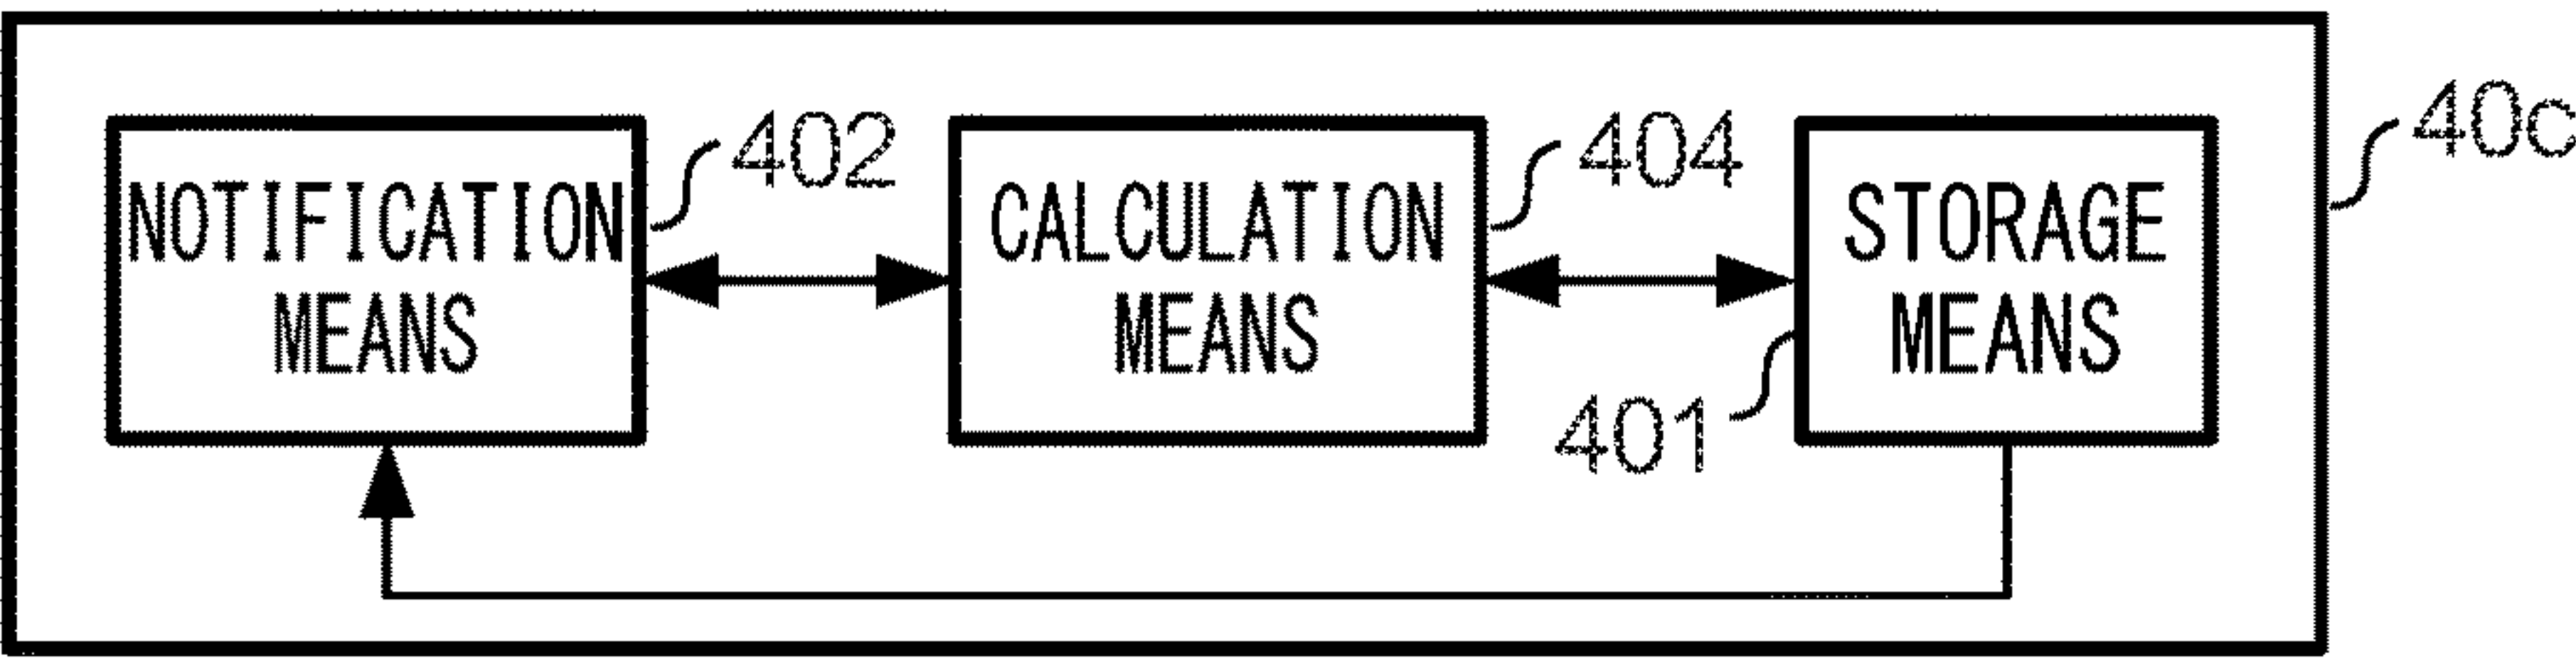 40c
NOTIFICATION
MEANS
402
CALCULATION
MEANS
404
STORAGE
MEANS
401